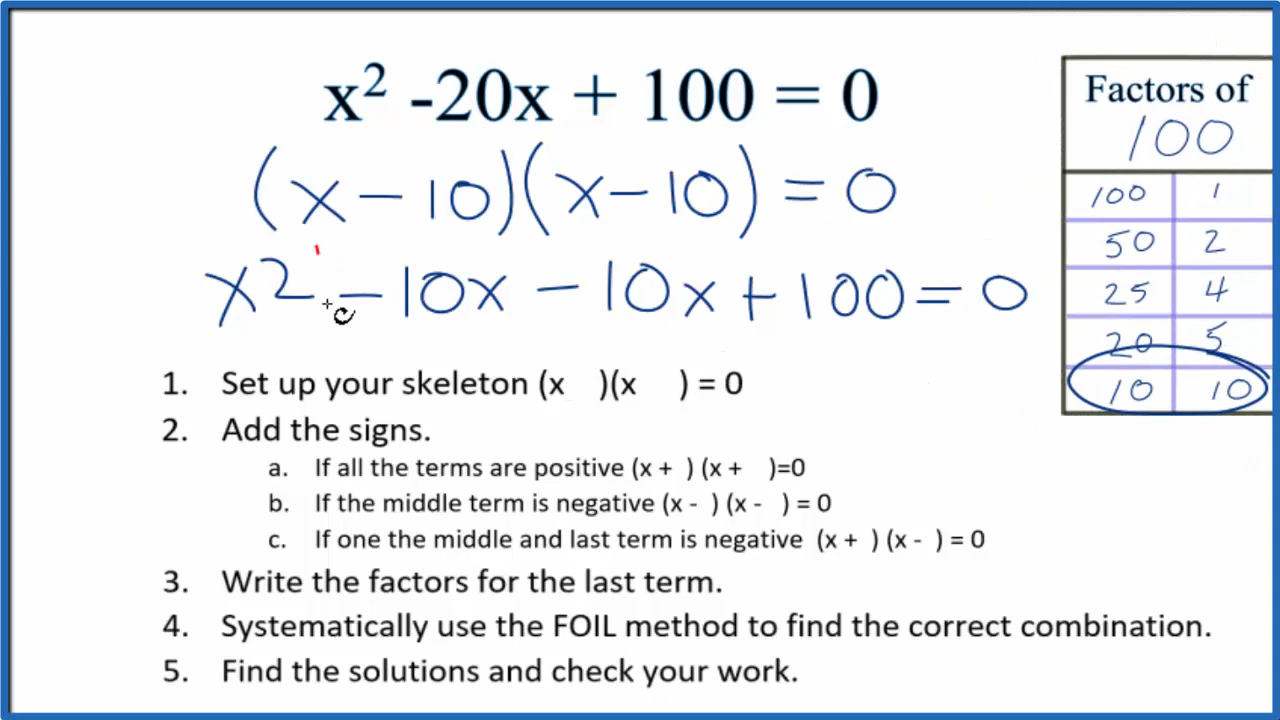 x² -20x + 100 = 0
(x - 10)(x - 10) = 0
x2 - 10x - 10x + 100 = 0
1. Set up your skeleton (x )(x ) = 0
2. Add the signs.
a. If all the terms are positive (x + ) (x + )=0
b. If the middle term is negative (x - ) (x - ) = 0
c. If one the middle and last term is negative (x + ) (x - ) = 0
3. Write the factors for the last term.
4. Systematically use the FOIL method to find the correct combination.
5. Find the solutions and check your work.
Factors of
100
100 1
50 2
25 4
20 5
10 10